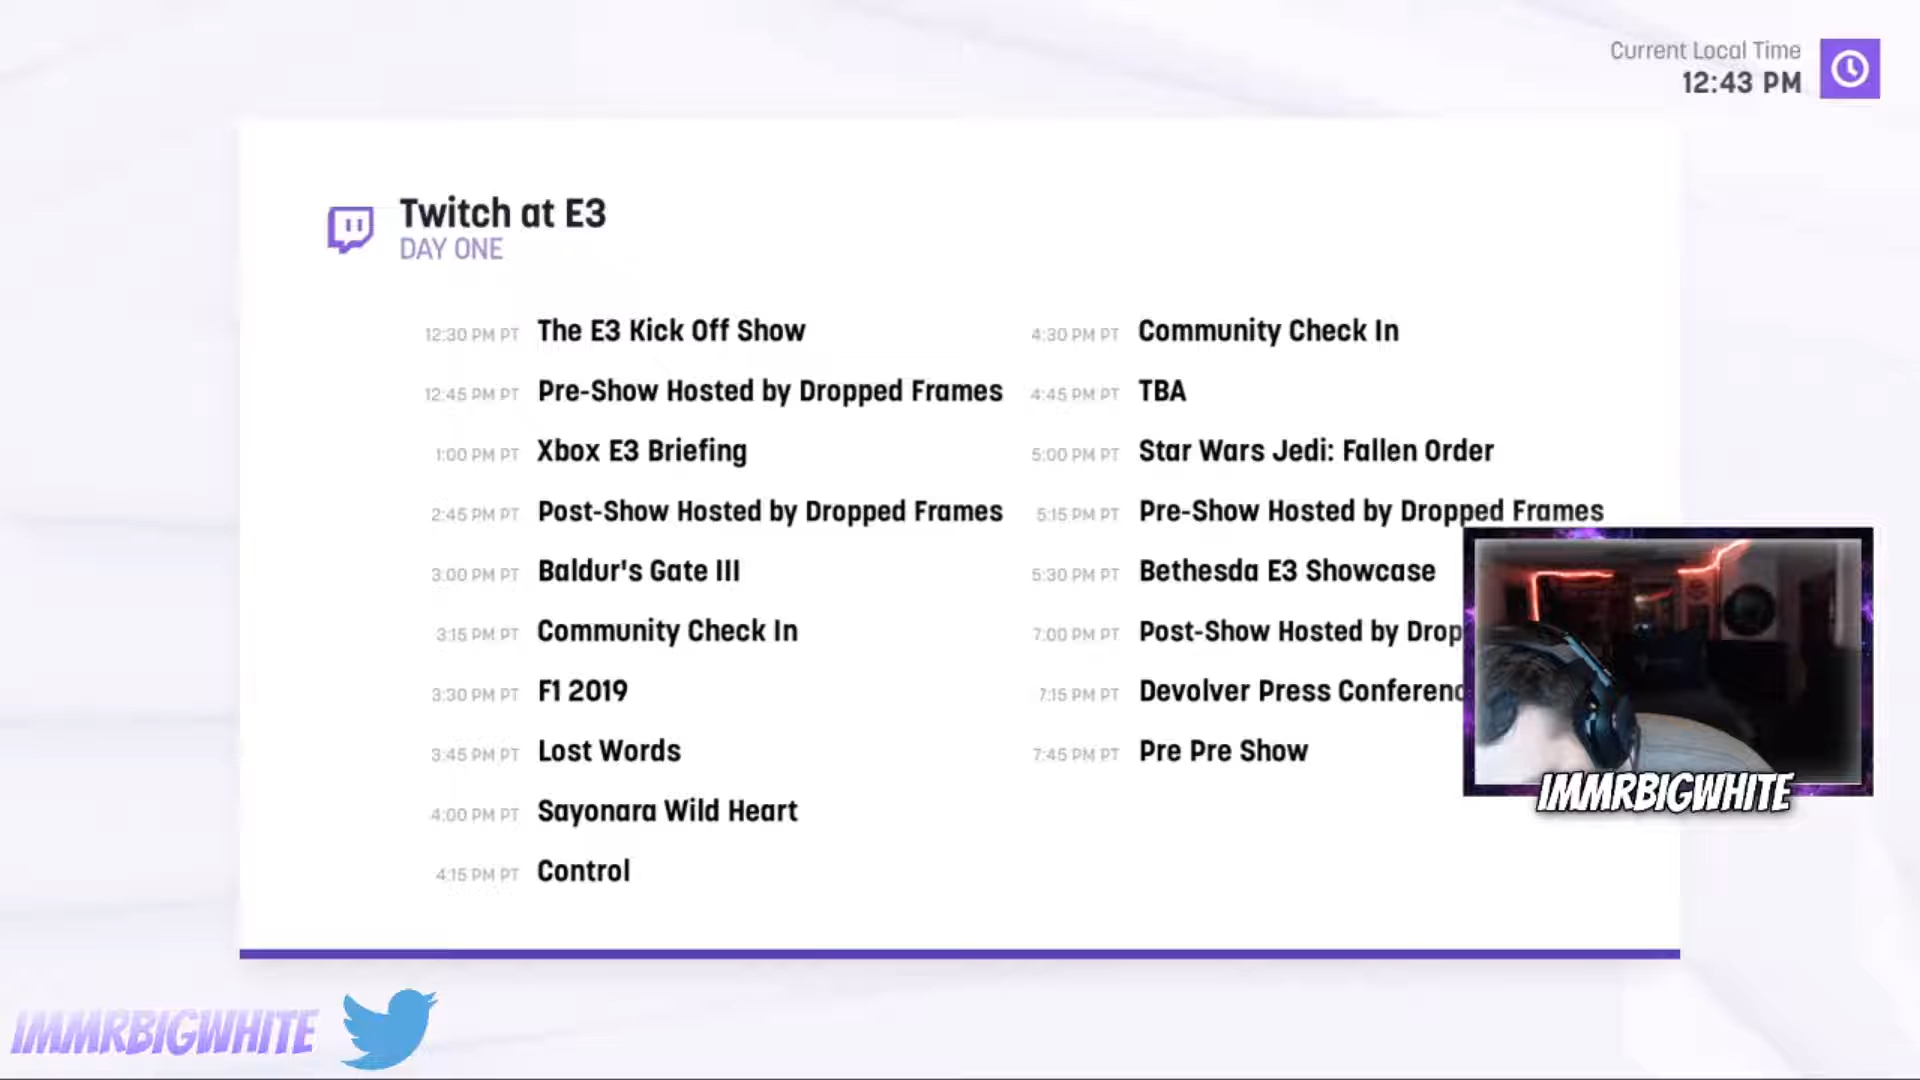 Current Local Time
12:43 PM
Twitch at E3
DAY ONE
12:30 PM PT The E3 Kick Off Show
12:45 PM PT Pre-Show Hosted by Dropped Frames
1:00 PM PT Xbox E3 Briefing
2:45 PM PT Post-Show Hosted by Dropped Frames
3:00 PM PT Baldur's Gate III
3:15 PM PT Community Check In
3:30 PM PT F1 2019
3:45 PM PT Lost Words
4:00 PM PT Sayonara Wild Heart
4:15 PM PT Control
4:30 PM PT Community Check In
4:45 PM PT TBA
5:00 PM PT Star Wars Jedi: Fallen Order
5:15 PM PT Pre-Show Hosted by Dropped Frames
5:30 PM PT Bethesda E3 Showcase
7:00 PM PT Post-Show Hosted by Drop
7:15 PM PT Devolver Press Conferenc
7:45 PM PT Pre Pre Show
IMMRBIGWHITE
IMMRBIGWHITE